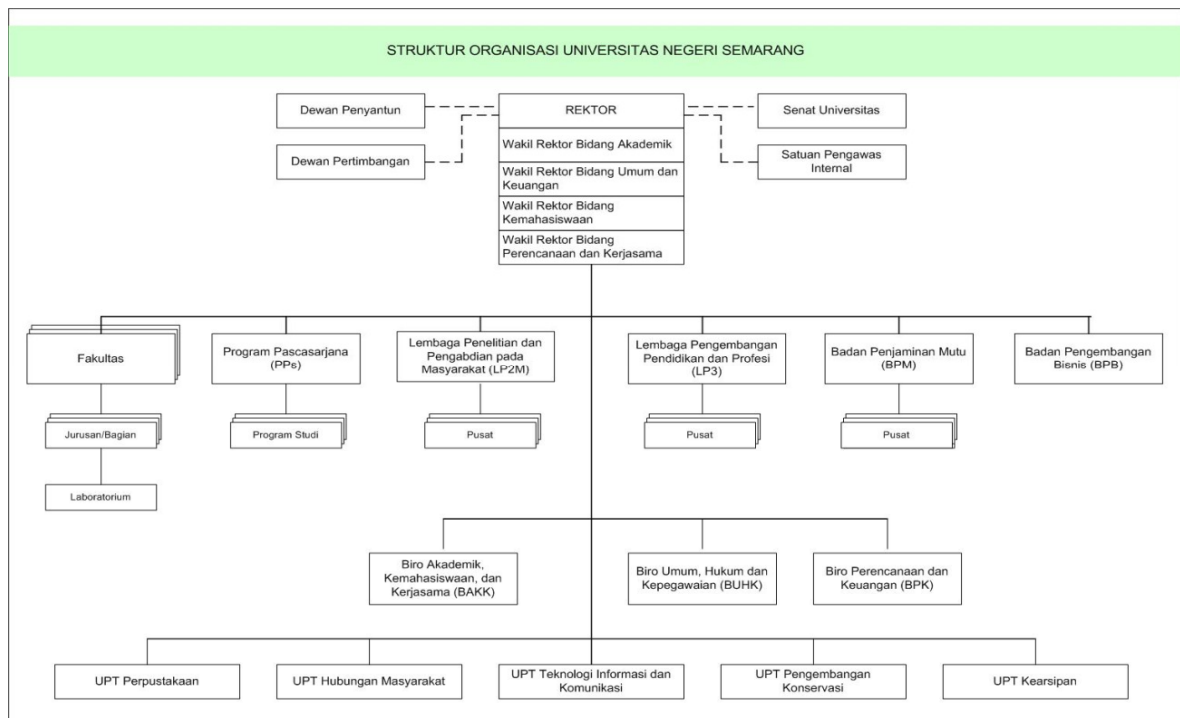 STRUKTUR ORGANISASI UNIVERSITAS NEGERI SEMARANG
Dewan Penyantun
REKTOR
Senat Universitas
Wakil Rektor Bidang Akademik
Dewan Pertimbangan
Satuan Pengawas
Internal
Wakil Rektor Bidang Umum dan
Keuangan
Wakil Rektor Bidang
Kemahasiswaan
Wakil Rektor Bidang
Perencanaan dan Kerjasama
Fakultas
Program Pascasarjana
(PPs)
Lembaga Penelitian dan
Pengabdian pada
Masyarakat (LP2M)
Lembaga Pengembangan
Pendidikan dan Profesi
(LP3)
Badan Penjaminan Mutu
(BPM)
Badan Pengembangan
Bisnis (BPB)
Jurusan/Bagian
Program Studi
Pusat
Pusat
Pusat
Laboratorium
Biro Akademik,
Kemahasiswaan, dan
Kerjasama (BAKK)
Biro Umum, Hukum dan
Kepegawaian (BUHK)
Biro Perencanaan dan
Keuangan (BPK)
UPT Perpustakaan
UPT Hubungan Masyarakat
UPT Teknologi Informasi dan
Komunikasi
UPT Pengembangan
Konservasi
UPT Kearsipan